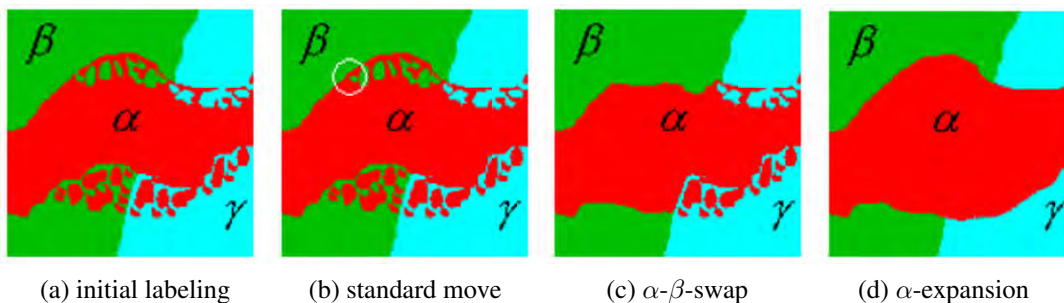 β
α
γ
β
α
γ
β
α
γ
β
α
γ
(a) initial labeling
(b) standard move
(c) α-β-swap
(d) α-expansion